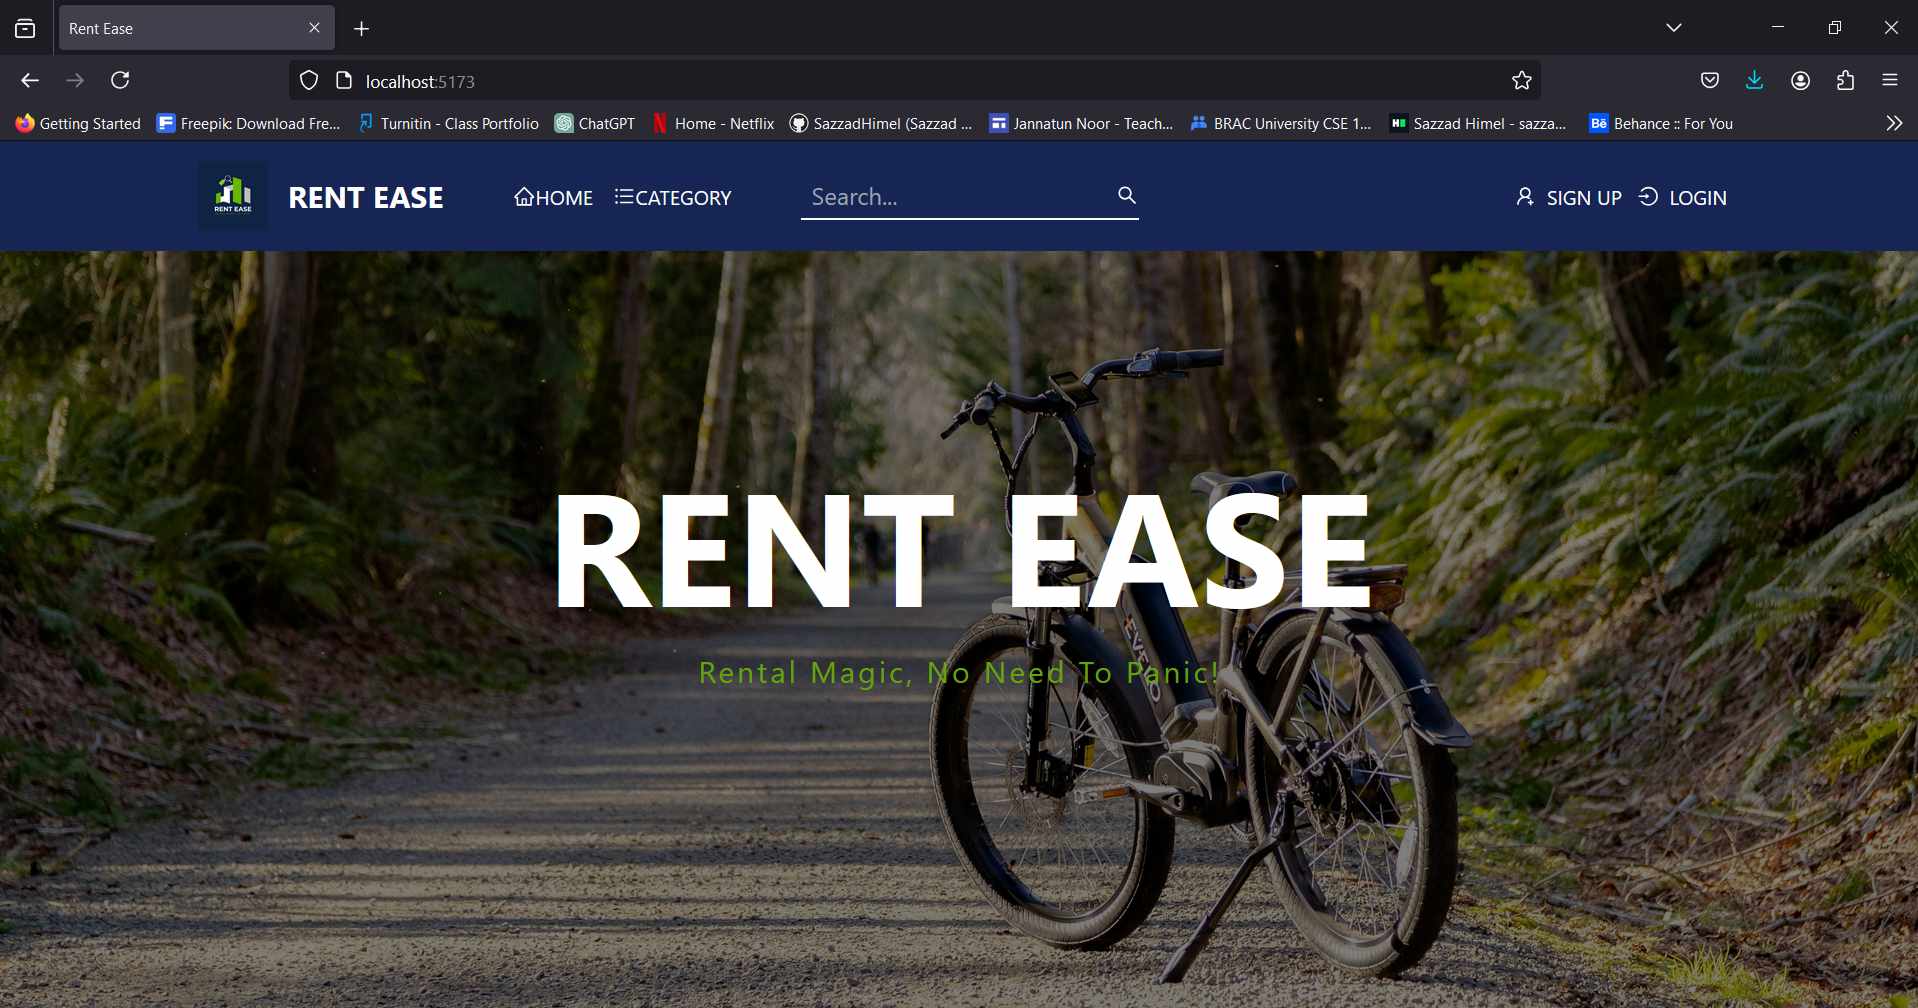 Rent Ease
localhost:5173
Getting Started
Freepik: Download Fre...
Turnitin - Class Portfolio
ChatGPT
Home - Netflix
SazzadHimel (Sazzad ...
Jannatun Noor - Teach...
BRAC University CSE 1...
Sazzad Himel - sazza...
Bē Behance :: For You
RENT EASE
RENT EASE
HOME
CATEGORY
Search...
SIGN UP
LOGIN
RENT EASE
Rental Magic, No Need To Panic!